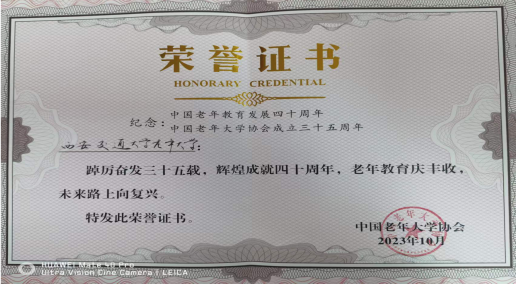 荣誉证书
HONORARY CREDENTIAL
纪念：
中国老年教育发展四十周年
中国老年大学协会成立三十五周年
西安交通大学老年大学：
踔厉奋发三十五载，辉煌成就四十周年，老年教育庆丰收，
未来路上向复兴。
特发此荣誉证书。
中国老年大学协会
2023年10月
HUAWEI Mate 40 Pro
Ultra Vision Cine Camera | LEICA